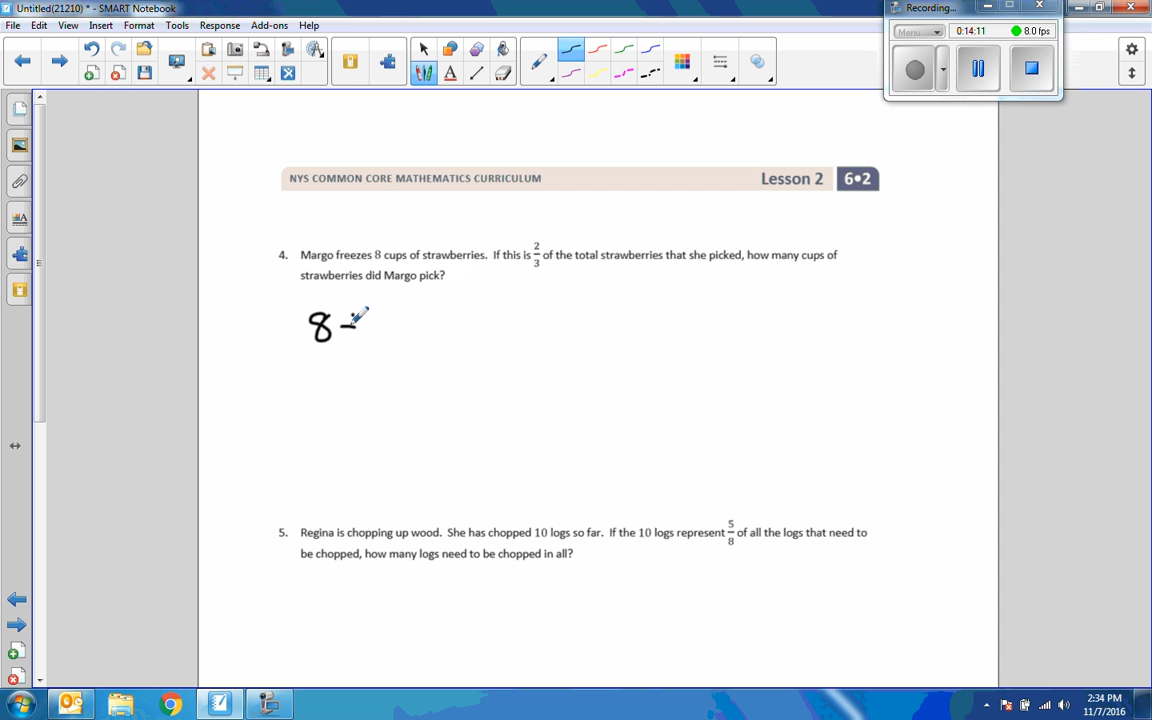 Untitled(21210) * - SMART Notebook
Recording...
File Edit View Insert Format Tools Response Add-ons Help
Menu 0:14:11 8.0 fps
NYS COMMON CORE MATHEMATICS CURRICULUM Lesson 2 6•2
4. Margo freezes 8 cups of strawberries. If this is 2/3 of the total strawberries that she picked, how many cups of
strawberries did Margo pick?
8 ÷
5. Regina is chopping up wood. She has chopped 10 logs so far. If the 10 logs represent 5/8 of all the logs that need to
be chopped, how many logs need to be chopped in all?
2:34 PM
11/7/2016